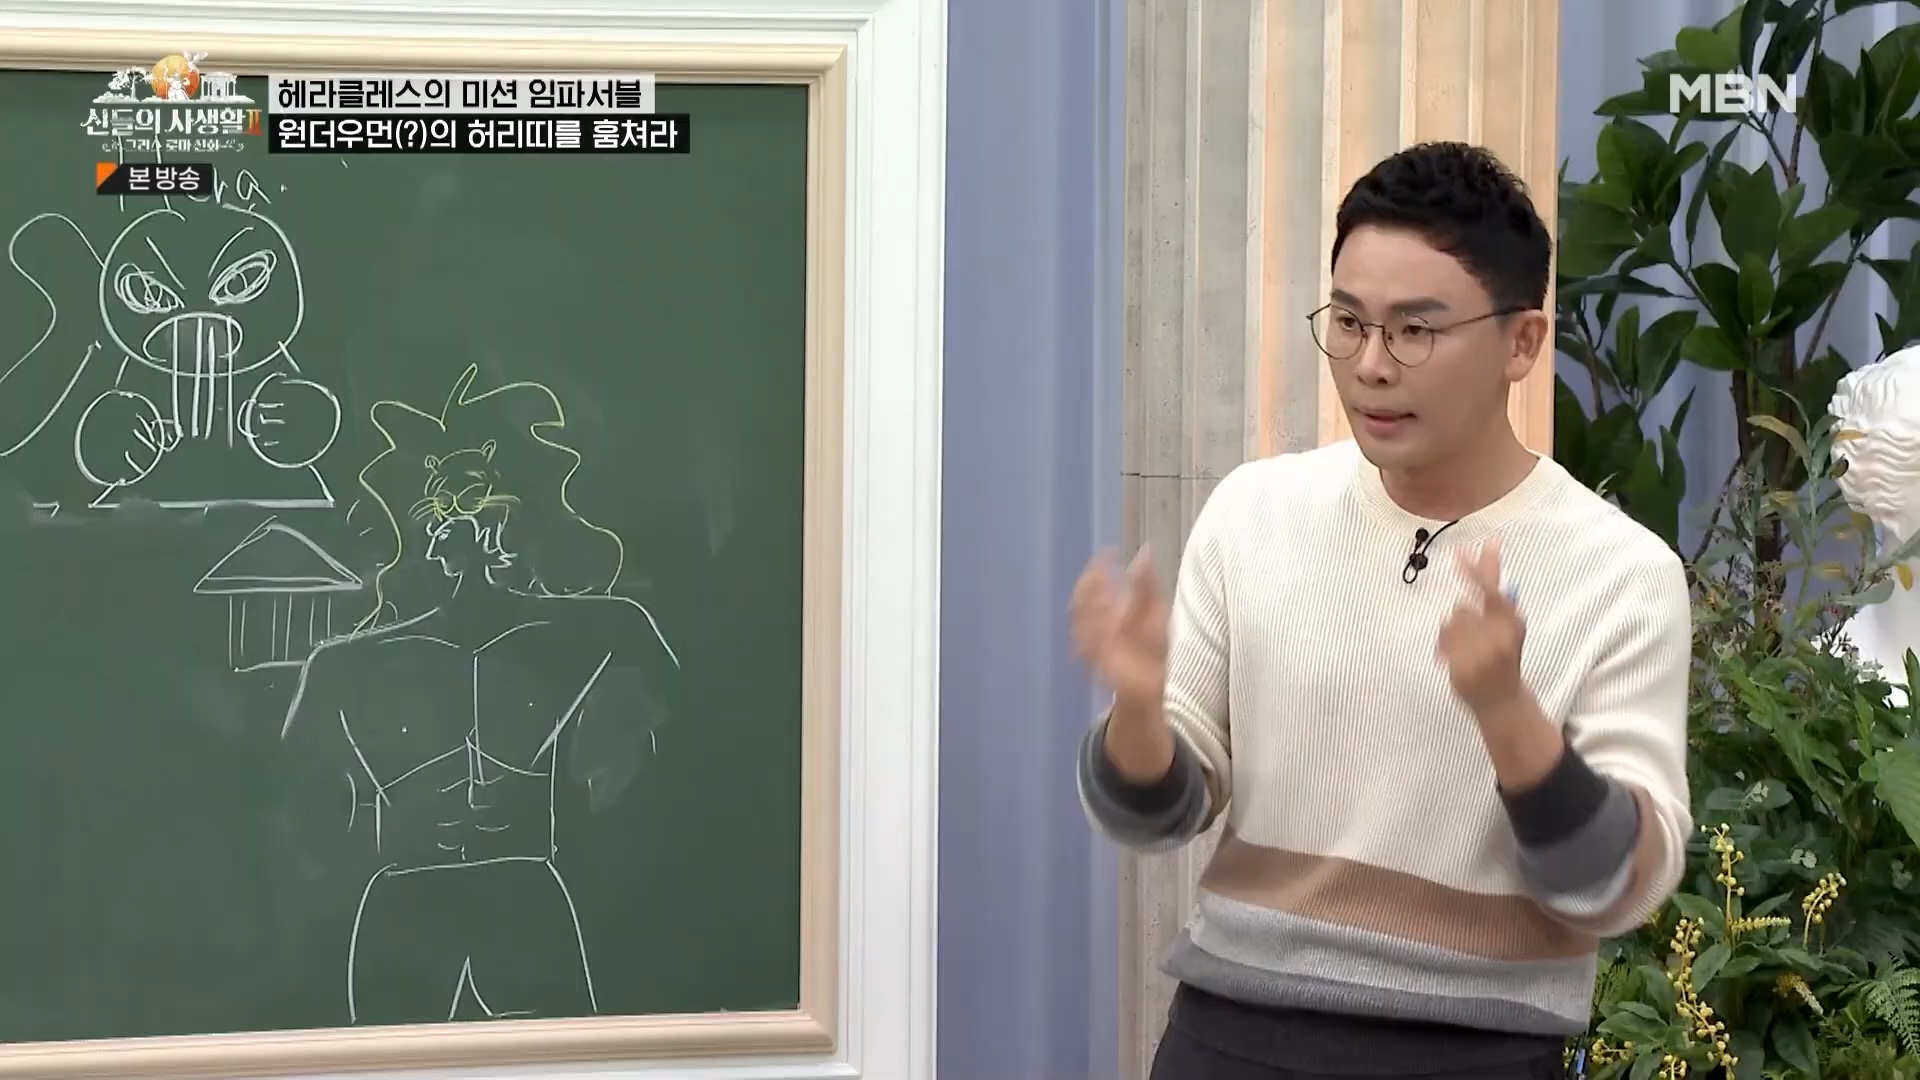 헤라클레스의 미션 임파서블
MBN
신들의 사생활 II
원더우먼(?)의 허리띠를 훔쳐라
그리스 로마 신화
본 방송